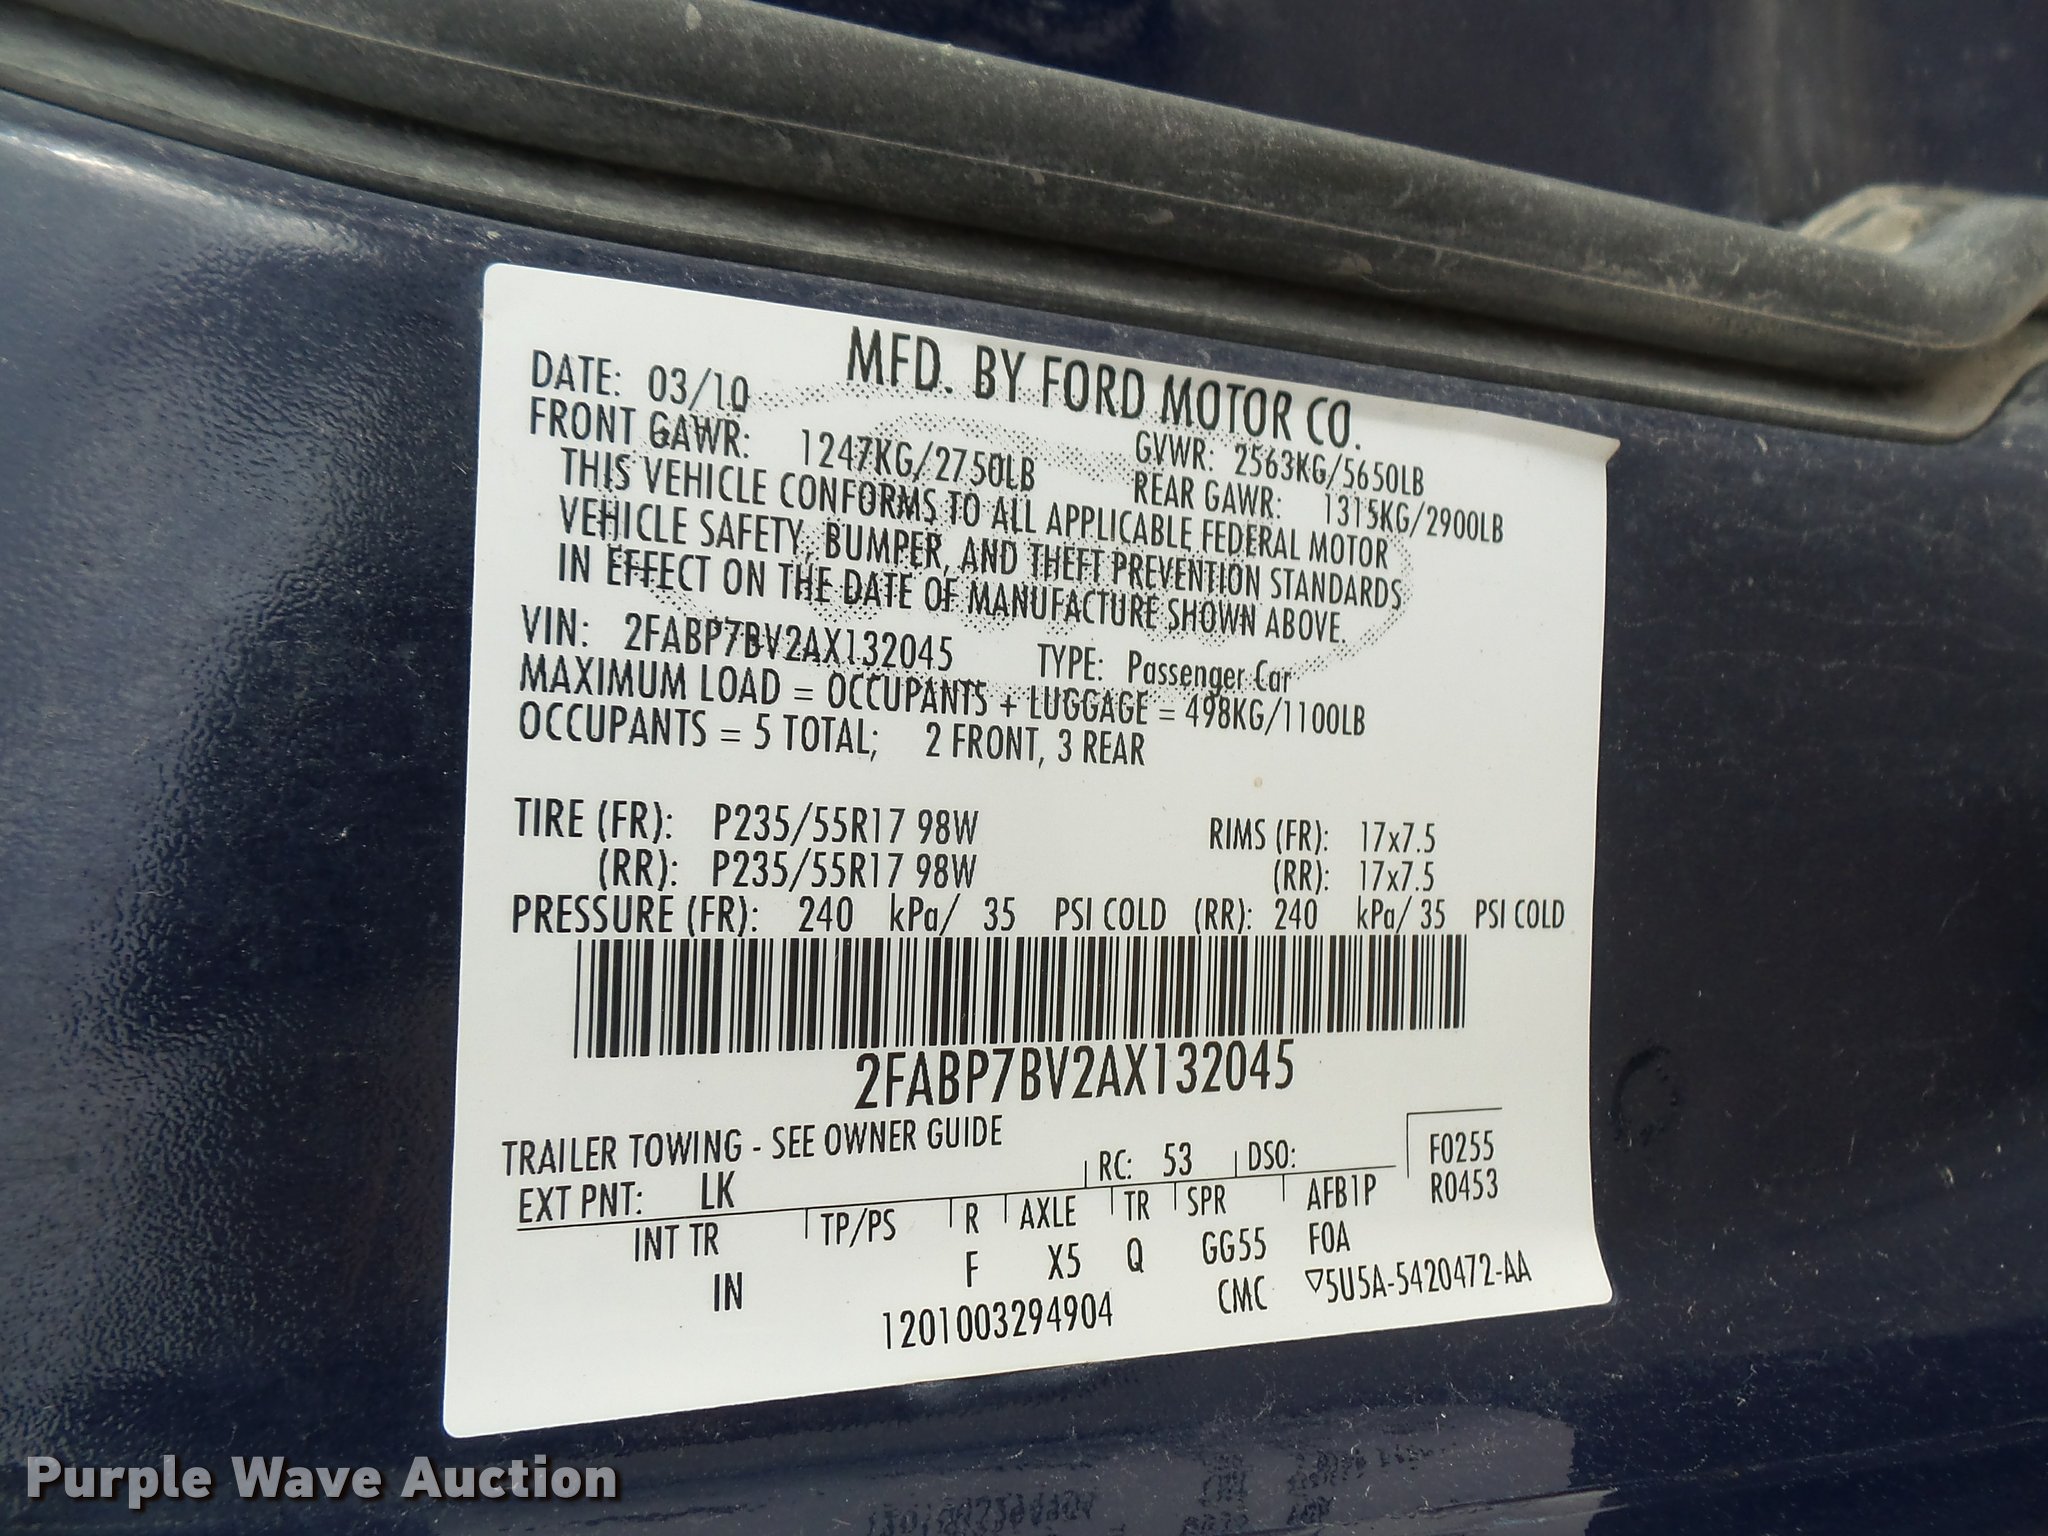 MFD. BY FORD MOTOR CO.
DATE: 03/10
GVWR: 2563KG/5650LB
FRONT GAWR: 1247KG/2750LB
REAR GAWR: 1315KG/2900LB
THIS VEHICLE CONFORMS TO ALL APPLICABLE FEDERAL MOTOR
VEHICLE SAFETY, BUMPER, AND THEFT PREVENTION STANDARDS
IN EFFECT ON THE DATE OF MANUFACTURE SHOWN ABOVE.
VIN: 2FABP7BV2AX132045 TYPE: Passenger Car
MAXIMUM LOAD = OCCUPANTS + LUGGAGE = 498KG/1100LB
OCCUPANTS = 5 TOTAL; 2 FRONT, 3 REAR
TIRE (FR): P235/55R17 98W RIMS (FR): 17x7.5
(RR): P235/55R17 98W (RR): 17x7.5
PRESSURE (FR): 240 kPa/ 35 PSI COLD (RR): 240 kPa/ 35 PSI COLD
2FABP7BV2AX132045
TRAILER TOWING - SEE OWNER GUIDE
EXT PNT: LK RC: 53 DSO: F0255
R0453
INT TR TP/PS R AXLE TR SPR AFB1P
IN F X5 Q GG55 FOA
1201003294904 CMC ▽5U5A-5420472-AA
Purple Wave Auction